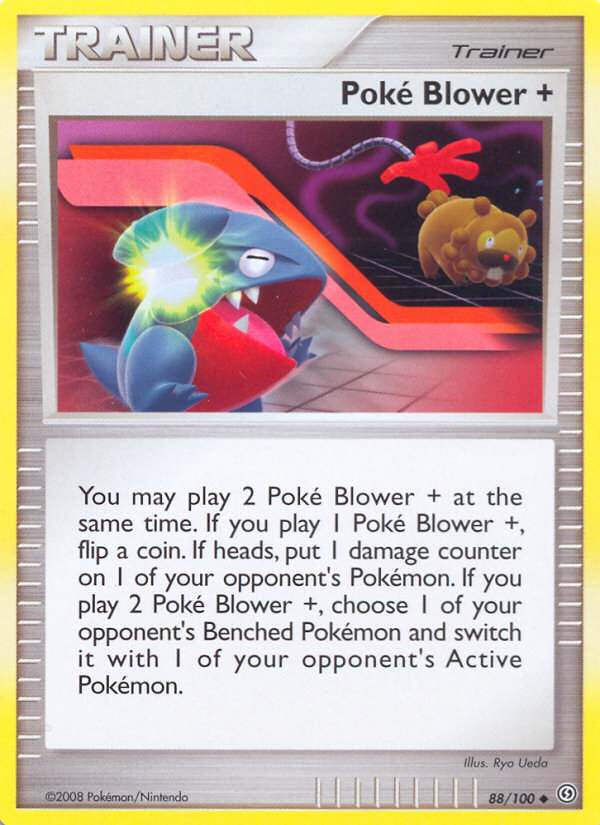 TRAINER
Trainer
Poké Blower +
You may play 2 Poké Blower + at the
same time. If you play 1 Poké Blower +,
flip a coin. If heads, put 1 damage counter
on 1 of your opponent's Pokémon. If you
play 2 Poké Blower +, choose 1 of your
opponent's Benched Pokémon and switch
it with 1 of your opponent's Active
Pokémon.
Illus. Ryo Ueda
©2008 Pokémon/Nintendo
88/100